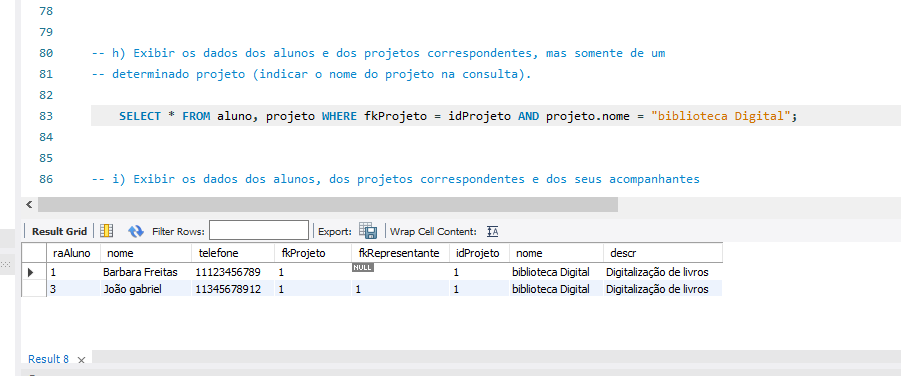 78
79
80 -- h) Exibir os dados dos alunos e dos projetos correspondentes, mas somente de um
81 -- determinado projeto (indicar o nome do projeto na consulta).
82
83 SELECT * FROM aluno, projeto WHERE fkProjeto = idProjeto AND projeto.nome = "biblioteca Digital";
84
85
86 -- i) Exibir os dados dos alunos, dos projetos correspondentes e dos seus acompanhantes
Result Grid Filter Rows: Export: Wrap Cell Content:
raAluno nome telefone fkProjeto fkRepresentante idProjeto nome descr
1 Barbara Freitas 11123456789 1 NULL 1 biblioteca Digital Digitalização de livros
3 João gabriel 11345678912 1 1 1 biblioteca Digital Digitalização de livros
Result 8 ×